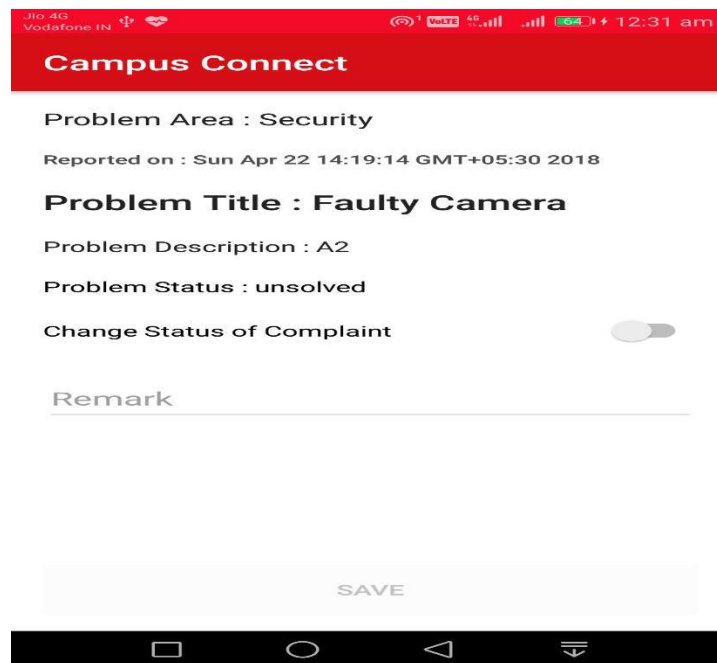 Jio 4G
Vodafone IN 1 VoLTE 4G 64 12:31 am
Campus Connect
Problem Area : Security
Reported on : Sun Apr 22 14:19:14 GMT+05:30 2018
Problem Title : Faulty Camera
Problem Description : A2
Problem Status : unsolved
Change Status of Complaint
Remark
SAVE